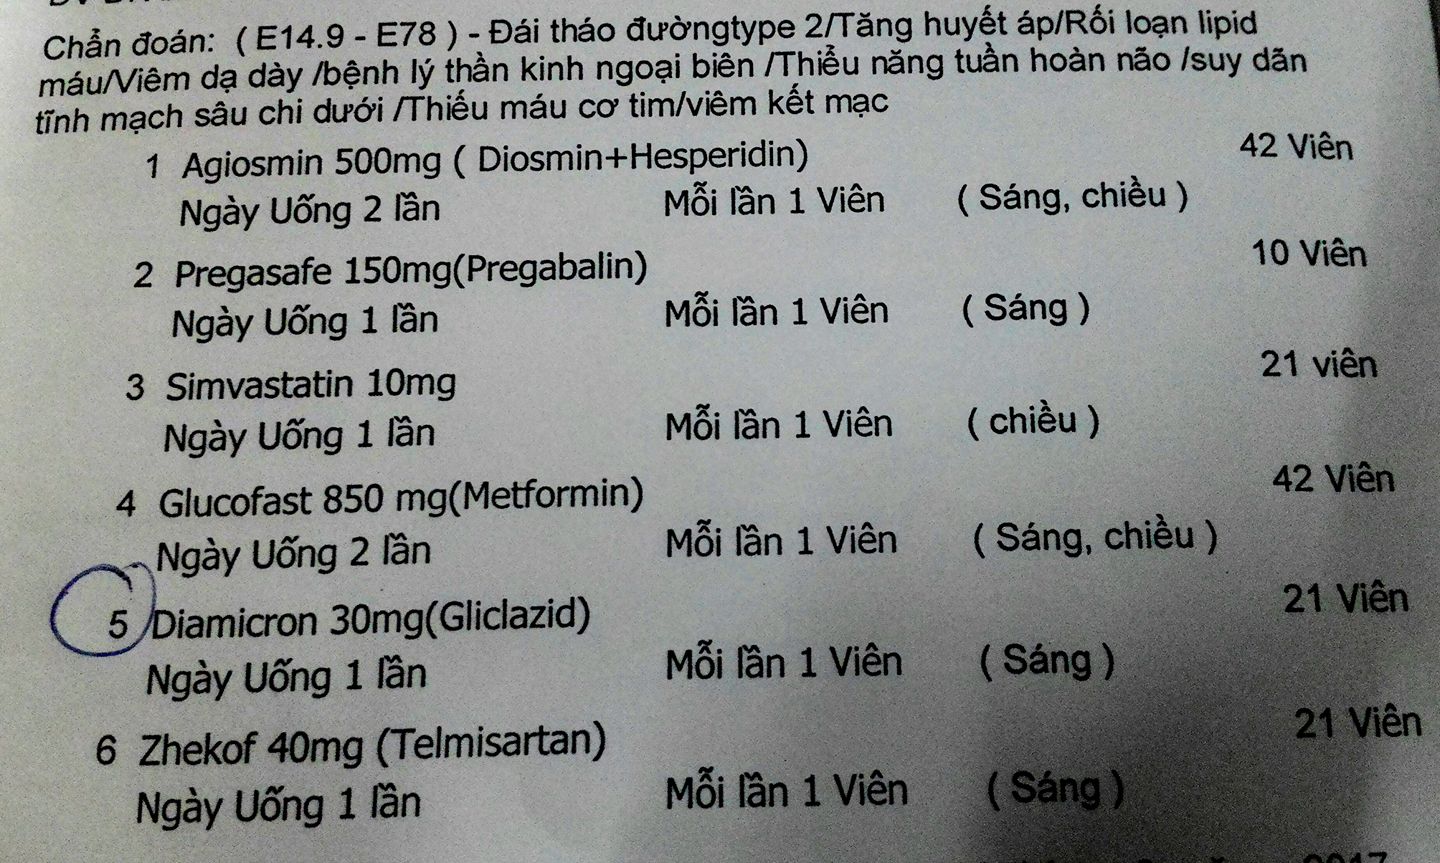 Chẩn đoán: ( E14.9 - E78 ) - Đái tháo đườngtype 2/Tăng huyết áp/Rối loạn lipid
máu/Viêm dạ dày /bệnh lý thần kinh ngoại biên /Thiểu năng tuần hoàn não /suy dãn
tĩnh mạch sâu chi dưới /Thiếu máu cơ tim/viêm kết mạc
1 Agiosmin 500mg ( Diosmin+Hesperidin) 42 Viên
Ngày Uống 2 lần Mỗi lần 1 Viên ( Sáng, chiều )
2 Pregasafe 150mg(Pregabalin) 10 Viên
Ngày Uống 1 lần Mỗi lần 1 Viên ( Sáng )
3 Simvastatin 10mg 21 viên
Ngày Uống 1 lần Mỗi lần 1 Viên ( chiều )
4 Glucofast 850 mg(Metformin) 42 Viên
Ngày Uống 2 lần Mỗi lần 1 Viên ( Sáng, chiều )
5 Diamicron 30mg(Gliclazid) 21 Viên
Ngày Uống 1 lần Mỗi lần 1 Viên ( Sáng )
6 Zhekof 40mg (Telmisartan) 21 Viên
Ngày Uống 1 lần Mỗi lần 1 Viên ( Sáng )
2017